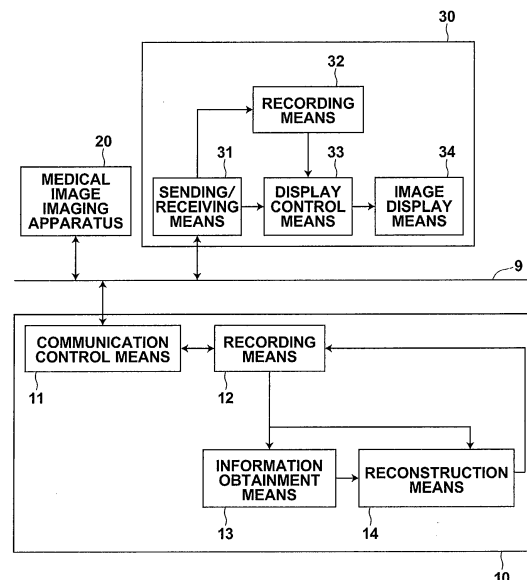 30
32
RECORDING
MEANS
20
31
33
34
MEDICAL
IMAGE
IMAGING
APPARATUS
SENDING/
RECEIVING
MEANS
DISPLAY
CONTROL
MEANS
IMAGE
DISPLAY
MEANS
9
COMMUNICATION
CONTROL MEANS
RECORDING
MEANS
11
12
INFORMATION
OBTAINMENT
MEANS
RECONSTRUCTION
MEANS
13
14
10